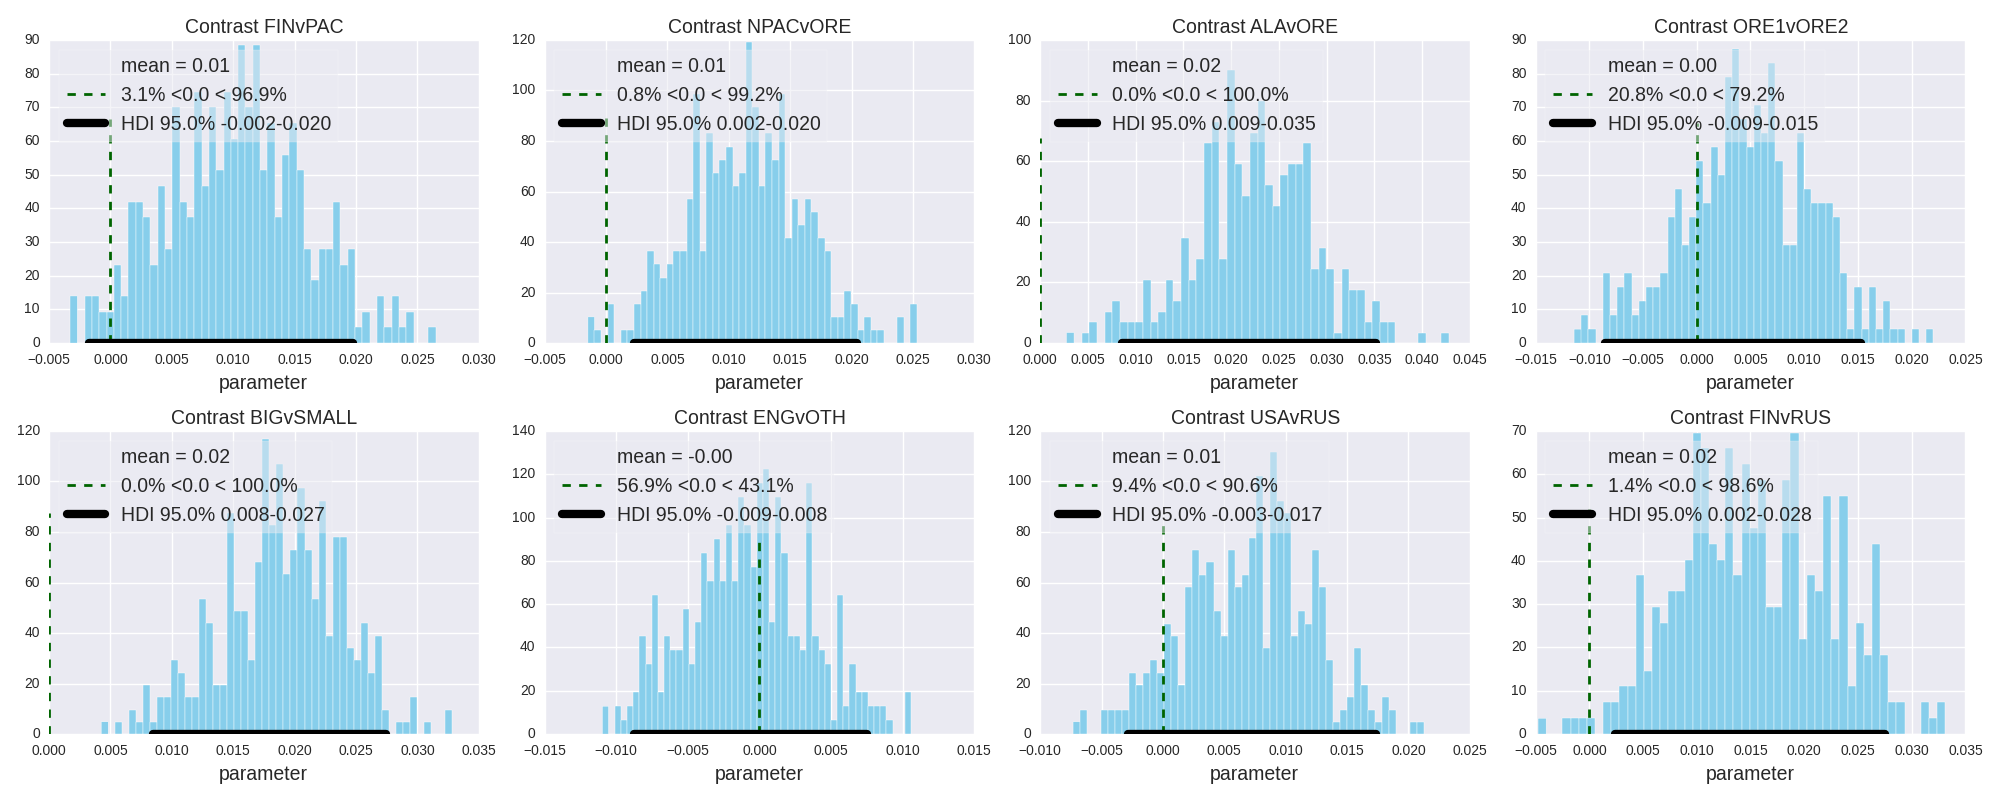 Contrast FINvPAC
90
80
70
60
50
40
30
20
10
0
mean = 0.01
3.1% <0.0 < 96.9%
HDI 95.0% -0.002-0.020
−0.005 0.000 0.005 0.010 0.015 0.020 0.025 0.030
parameter
Contrast NPACvORE
120
100
80
60
40
20
0
mean = 0.01
0.8% <0.0 < 99.2%
HDI 95.0% 0.002-0.020
−0.005 0.000 0.005 0.010 0.015 0.020 0.025 0.030
parameter
Contrast ALAvORE
100
80
60
40
20
0
mean = 0.02
0.0% <0.0 < 100.0%
HDI 95.0% 0.009-0.035
0.000 0.005 0.010 0.015 0.020 0.025 0.030 0.035 0.040 0.045
parameter
Contrast ORE1vORE2
90
80
70
60
50
40
30
20
10
0
mean = 0.00
20.8% <0.0 < 79.2%
HDI 95.0% -0.009-0.015
−0.015 −0.010 −0.005 0.000 0.005 0.010 0.015 0.020 0.025
parameter
Contrast BIGvSMALL
120
100
80
60
40
20
0
mean = 0.02
0.0% <0.0 < 100.0%
HDI 95.0% 0.008-0.027
0.000 0.005 0.010 0.015 0.020 0.025 0.030 0.035
parameter
Contrast ENGvOTH
140
120
100
80
60
40
20
0
mean = -0.00
56.9% <0.0 < 43.1%
HDI 95.0% -0.009-0.008
−0.015 −0.010 −0.005 0.000 0.005 0.010 0.015
parameter
Contrast USAvRUS
120
100
80
60
40
20
0
mean = 0.01
9.4% <0.0 < 90.6%
HDI 95.0% -0.003-0.017
−0.010 −0.005 0.000 0.005 0.010 0.015 0.020 0.025
parameter
Contrast FINvRUS
70
60
50
40
30
20
10
0
mean = 0.02
1.4% <0.0 < 98.6%
HDI 95.0% 0.002-0.028
−0.005 0.000 0.005 0.010 0.015 0.020 0.025 0.030 0.035
parameter